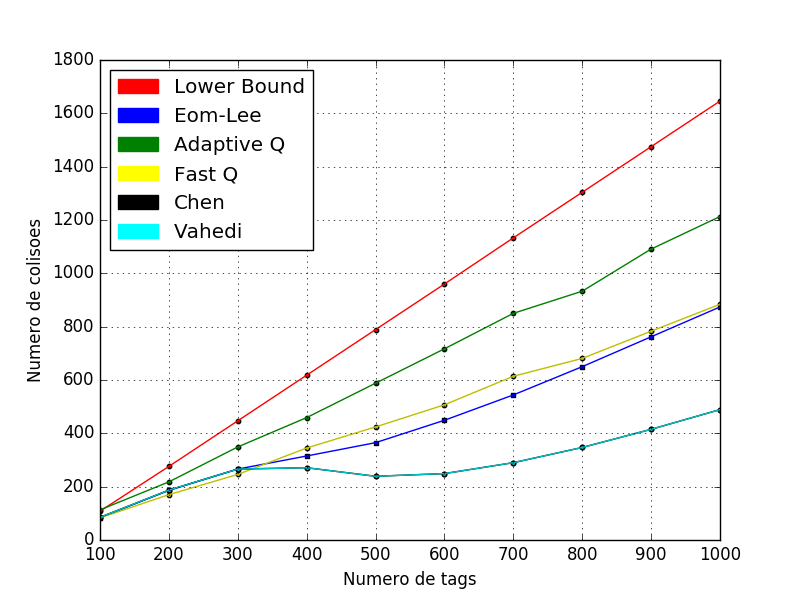 1800
1600
1400
1200
1000
800
600
400
200
0
Numero de colisoes
Lower Bound
Eom-Lee
Adaptive Q
Fast Q
Chen
Vahedi
100 200 300 400 500 600 700 800 900 1000
Numero de tags